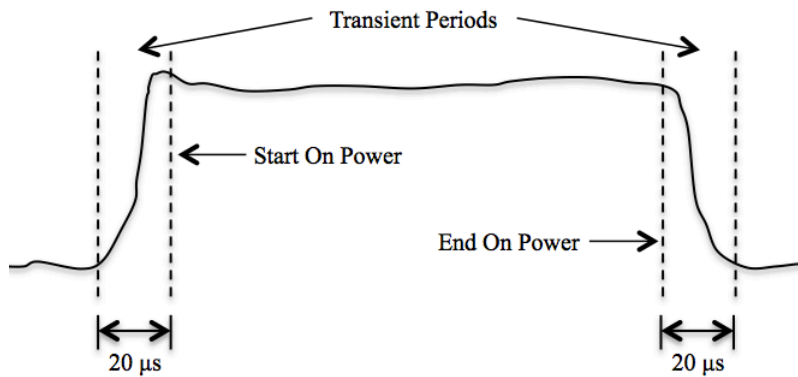 Transient Periods
Start On Power
End On Power
20 μs
20 μs